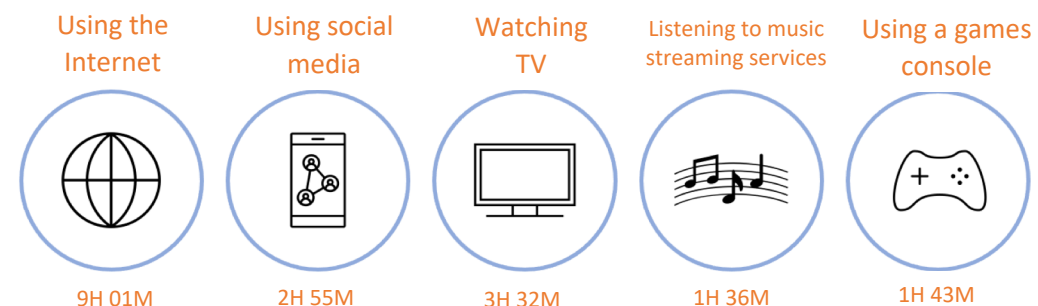 Using the
Internet
Using social
media
Watching
TV
Listening to music
streaming services
Using a games
console
9H 01M
2H 55M
3H 32M
1H 36M
1H 43M